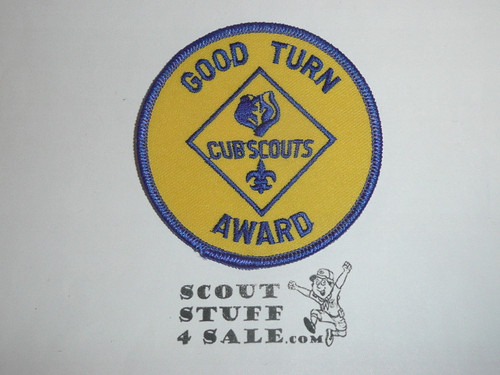 GOOD TURN
CUB SCOUTS
AWARD
SCOUT
STUFF
4 SALE.com